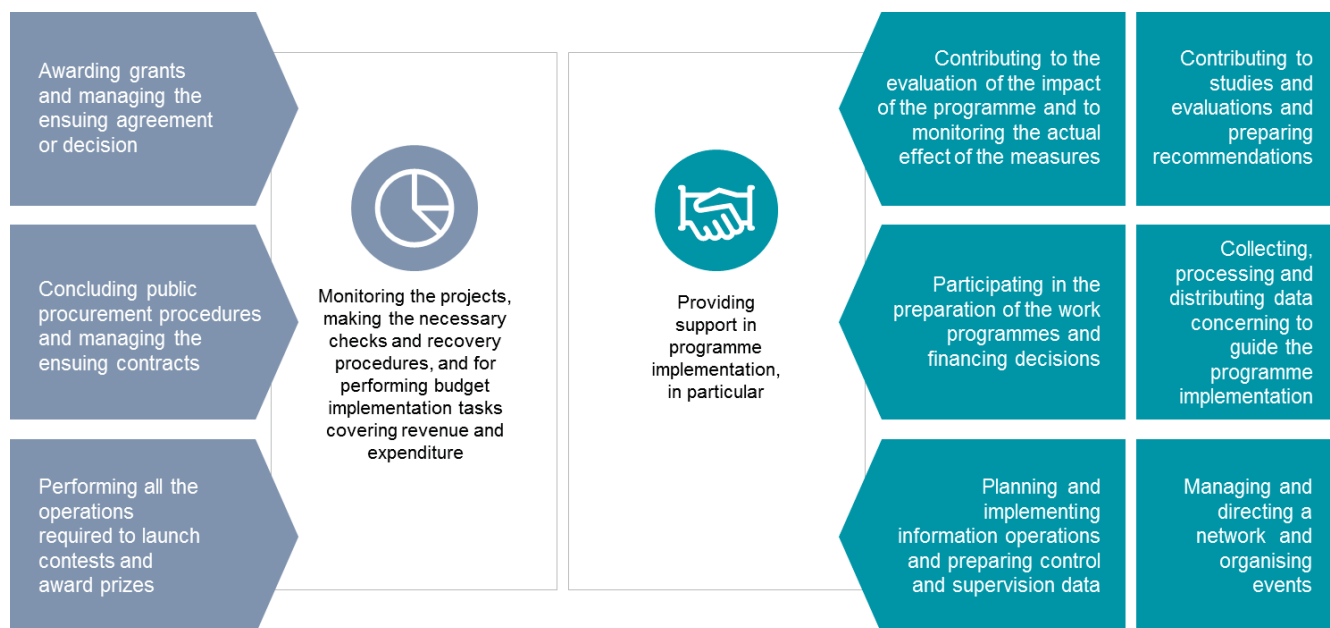 Awarding grants
and managing the
ensuing agreement
or decision
Concluding public
procurement procedures
and managing the
ensuing contracts
Performing all the
operations
required to launch
contests and
award prizes
Monitoring the projects,
making the necessary
checks and recovery
procedures, and for
performing budget
implementation tasks
covering revenue and
expenditure
Providing
support in
programme
implementation,
in particular
Contributing to the
evaluation of the impact
of the programme and to
monitoring the actual
effect of the measures
Contributing to
studies and
evaluations and
preparing
recommendations
Participating in the
preparation of the work
programmes and
financing decisions
Collecting,
processing and
distributing data
concerning to
guide the
programme
implementation
Planning and
implementing
information operations
and preparing control
and supervision data
Managing and
directing a
network and
organising
events